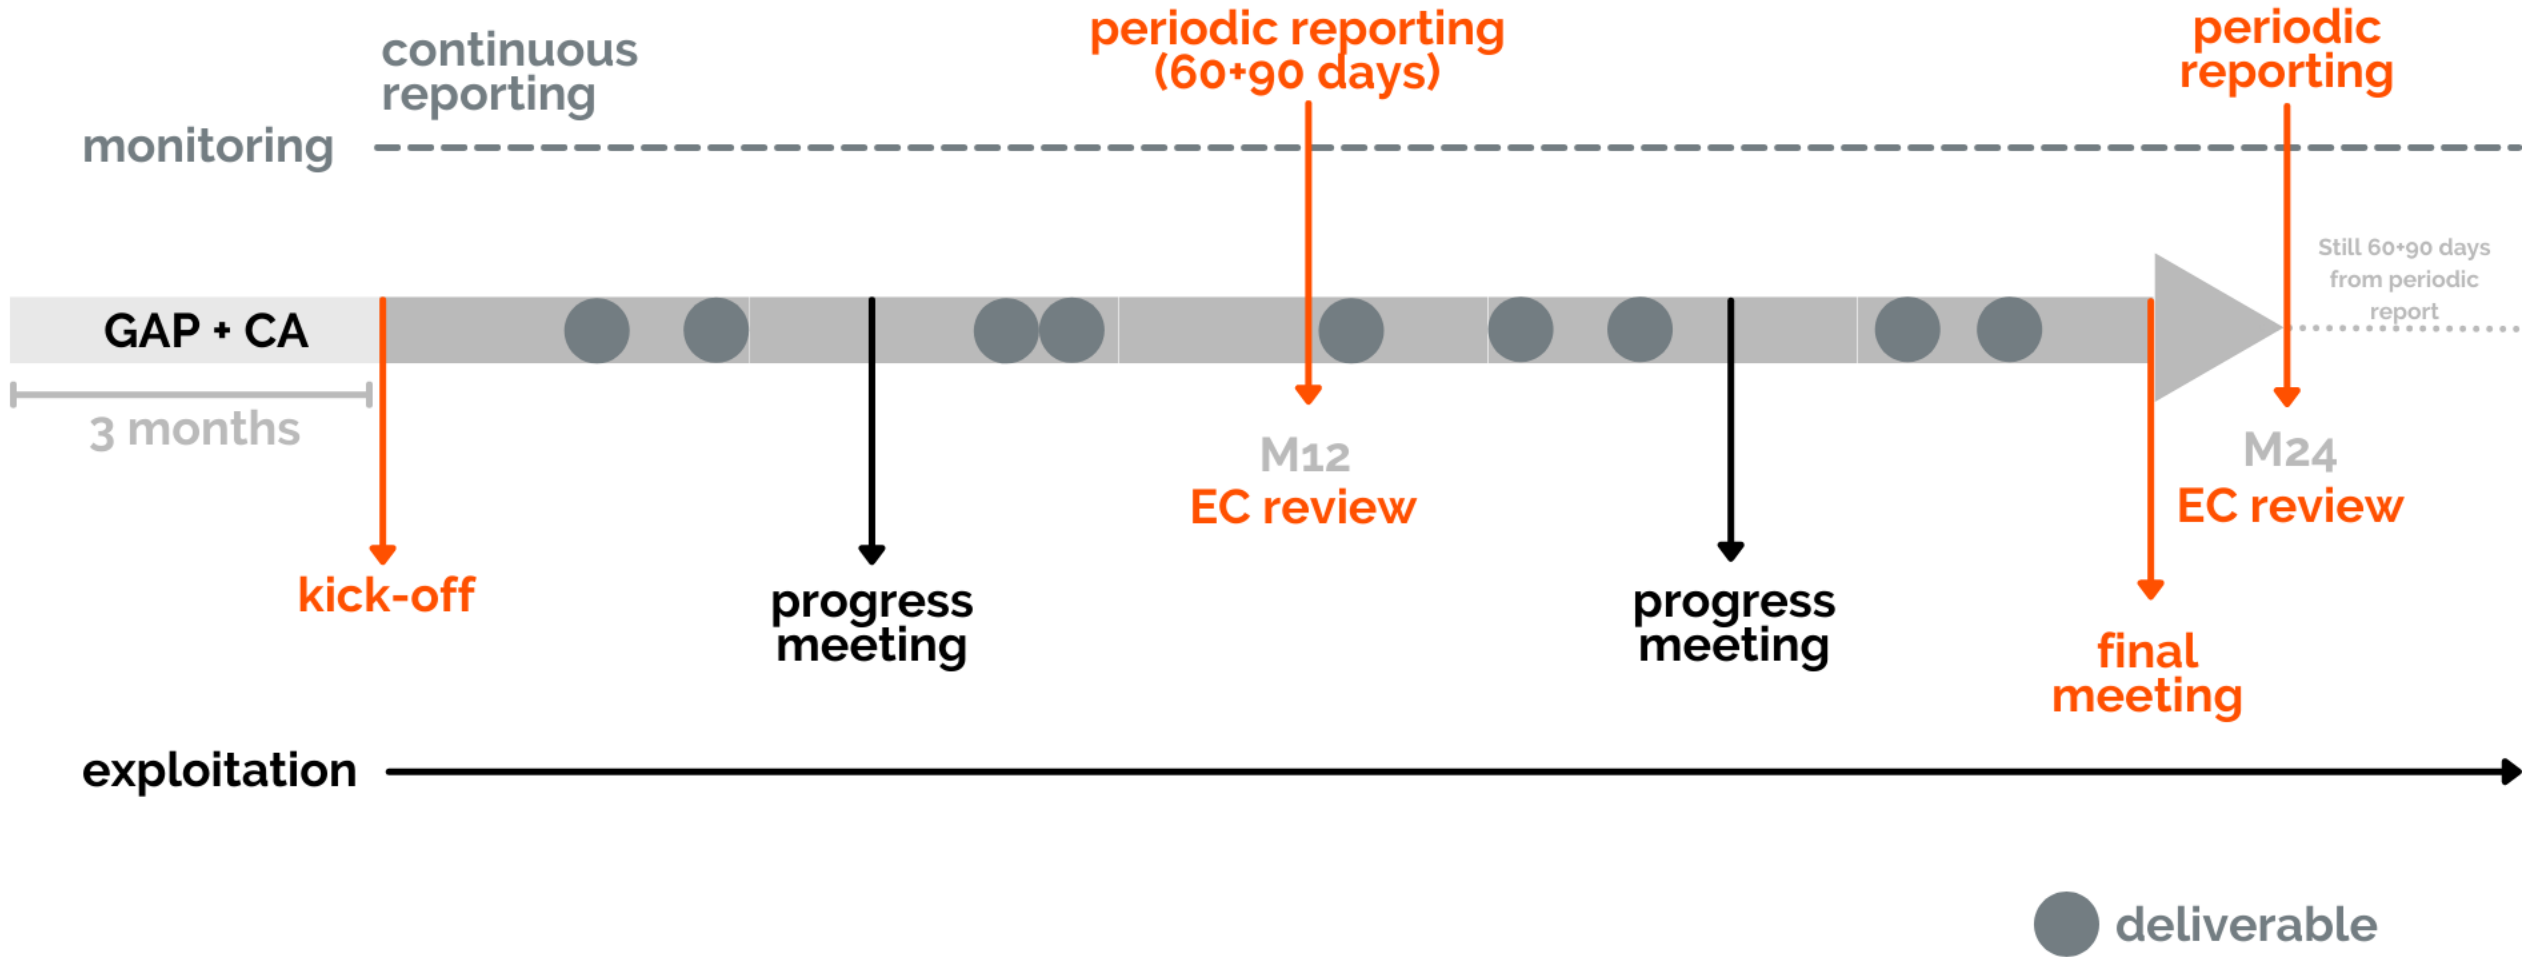 periodic reporting
(60+90 days)
periodic
reporting
continuous
reporting
monitoring
Still 60+90 days
from periodic
report
GAP + CA
3 months
M12
EC review
M24
EC review
kick-off
progress
meeting
progress
meeting
final
meeting
exploitation
deliverable